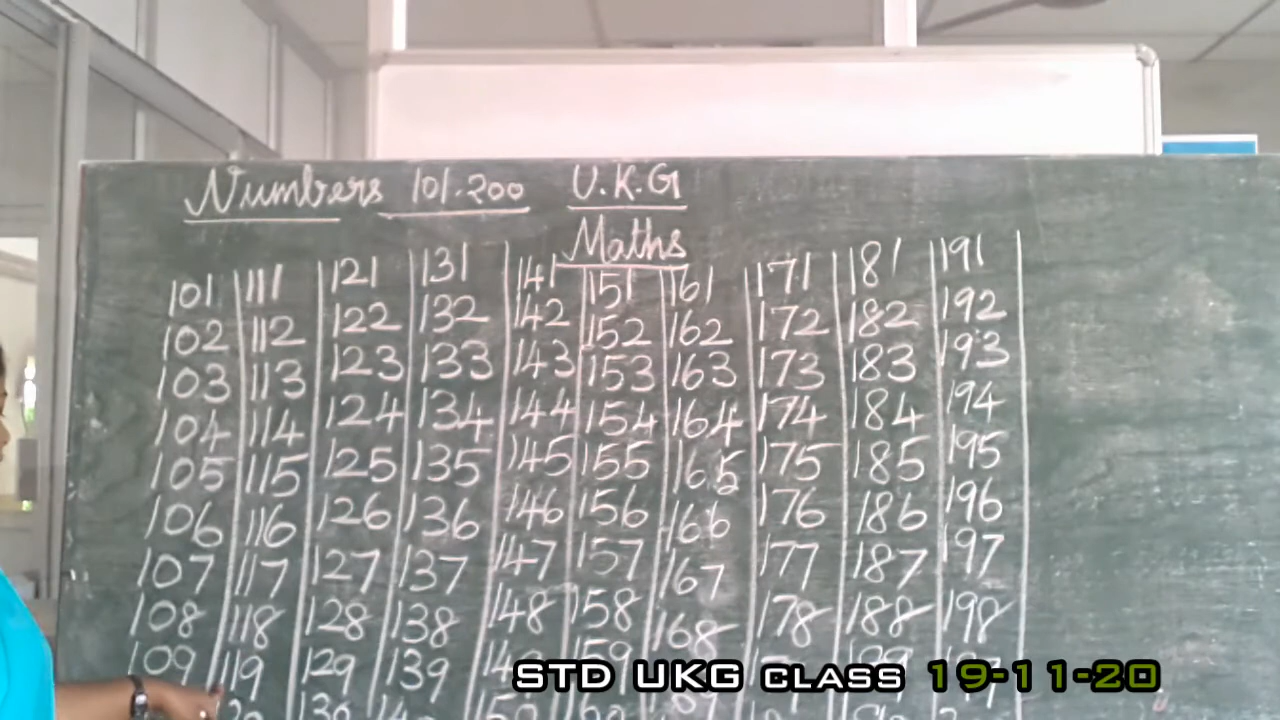 Numbers 101-200 U.K.G
Maths
101 111 121 131 141 151 161 171 181 191
102 112 122 132 142 152 162 172 182 192
103 113 123 133 143 153 163 173 183 193
104 114 124 134 144 154 164 174 184 194
105 115 125 135 145 155 165 175 185 195
106 116 126 136 146 156 166 176 186 196
107 117 127 137 147 157 167 177 187 197
108 118 128 138 148 158 168 178 188 198
109 119 129 139 159
STD UKG CLASS 19-11-20